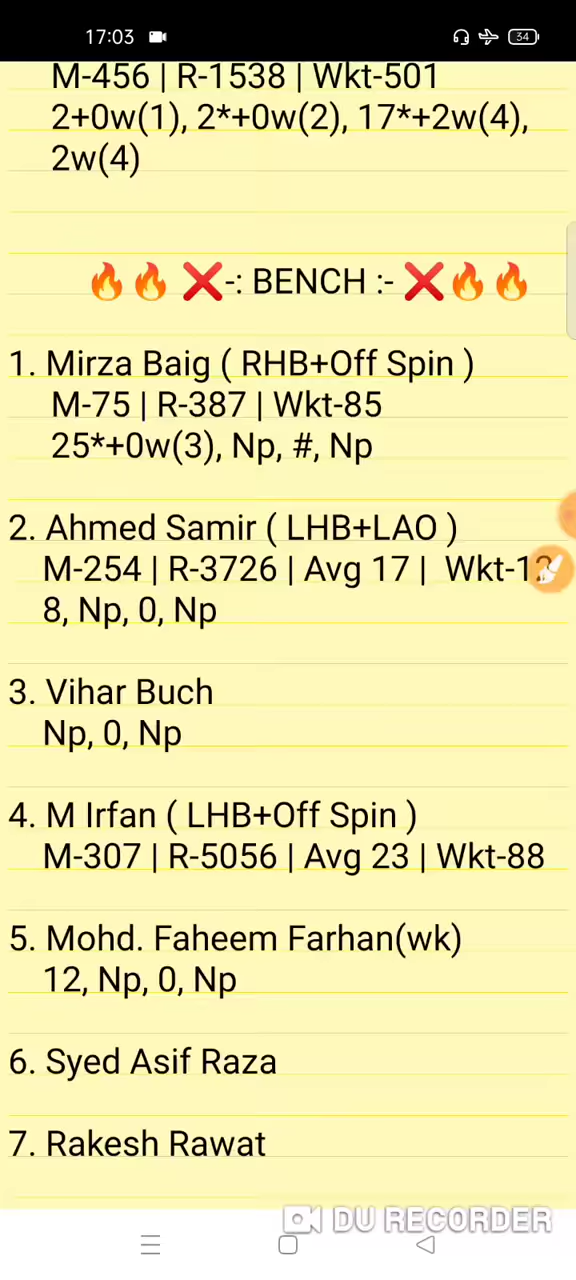 17:03
34
M-456 | R-1538 | Wkt-501
2+0w(1), 2*+0w(2), 17*+2w(4),
2w(4)
🔥🔥 ❌-: BENCH :- ❌🔥🔥
1. Mirza Baig ( RHB+Off Spin )
M-75 | R-387 | Wkt-85
25*+0w(3), Np, #, Np
2. Ahmed Samir ( LHB+LAO )
M-254 | R-3726 | Avg 17 |
8, Np, 0, Np
3. Vihar Buch
Np, 0, Np
4. M Irfan ( LHB+Off Spin )
M-307 | R-5056 | Avg 23 | Wkt-88
5. Mohd. Faheem Farhan(wk)
12, Np, 0, Np
6. Syed Asif Raza
7. Rakesh Rawat
DU RECORDER